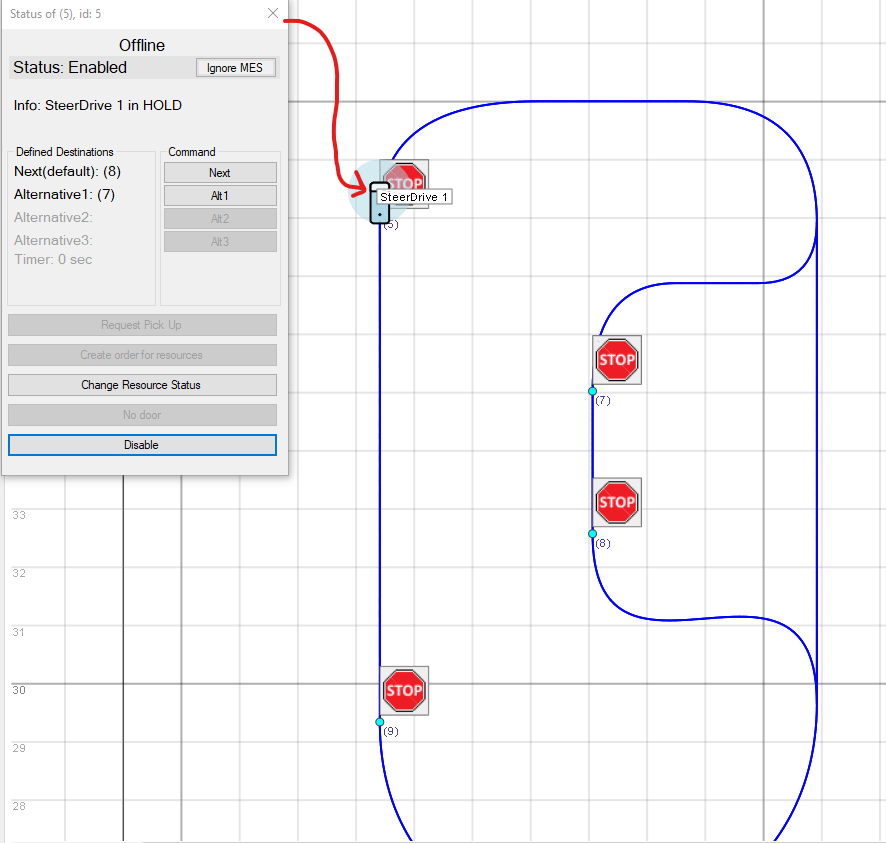 Status of (5), id: 5
Offline
Status: Enabled
Ignore MES
Info: SteerDrive 1 in HOLD
Defined Destinations
Command
Next(default): (8)
Next
Alternative1: (7)
Alt1
Alternative2:
Alt2
Alternative3:
Alt3
Timer: 0 sec
Request Pick Up
Create order for resources
Change Resource Status
No door
Disable
STOP
SteerDrive 1
(5)
STOP
(7)
STOP
(8)
STOP
(9)
33
32
31
30
29
28